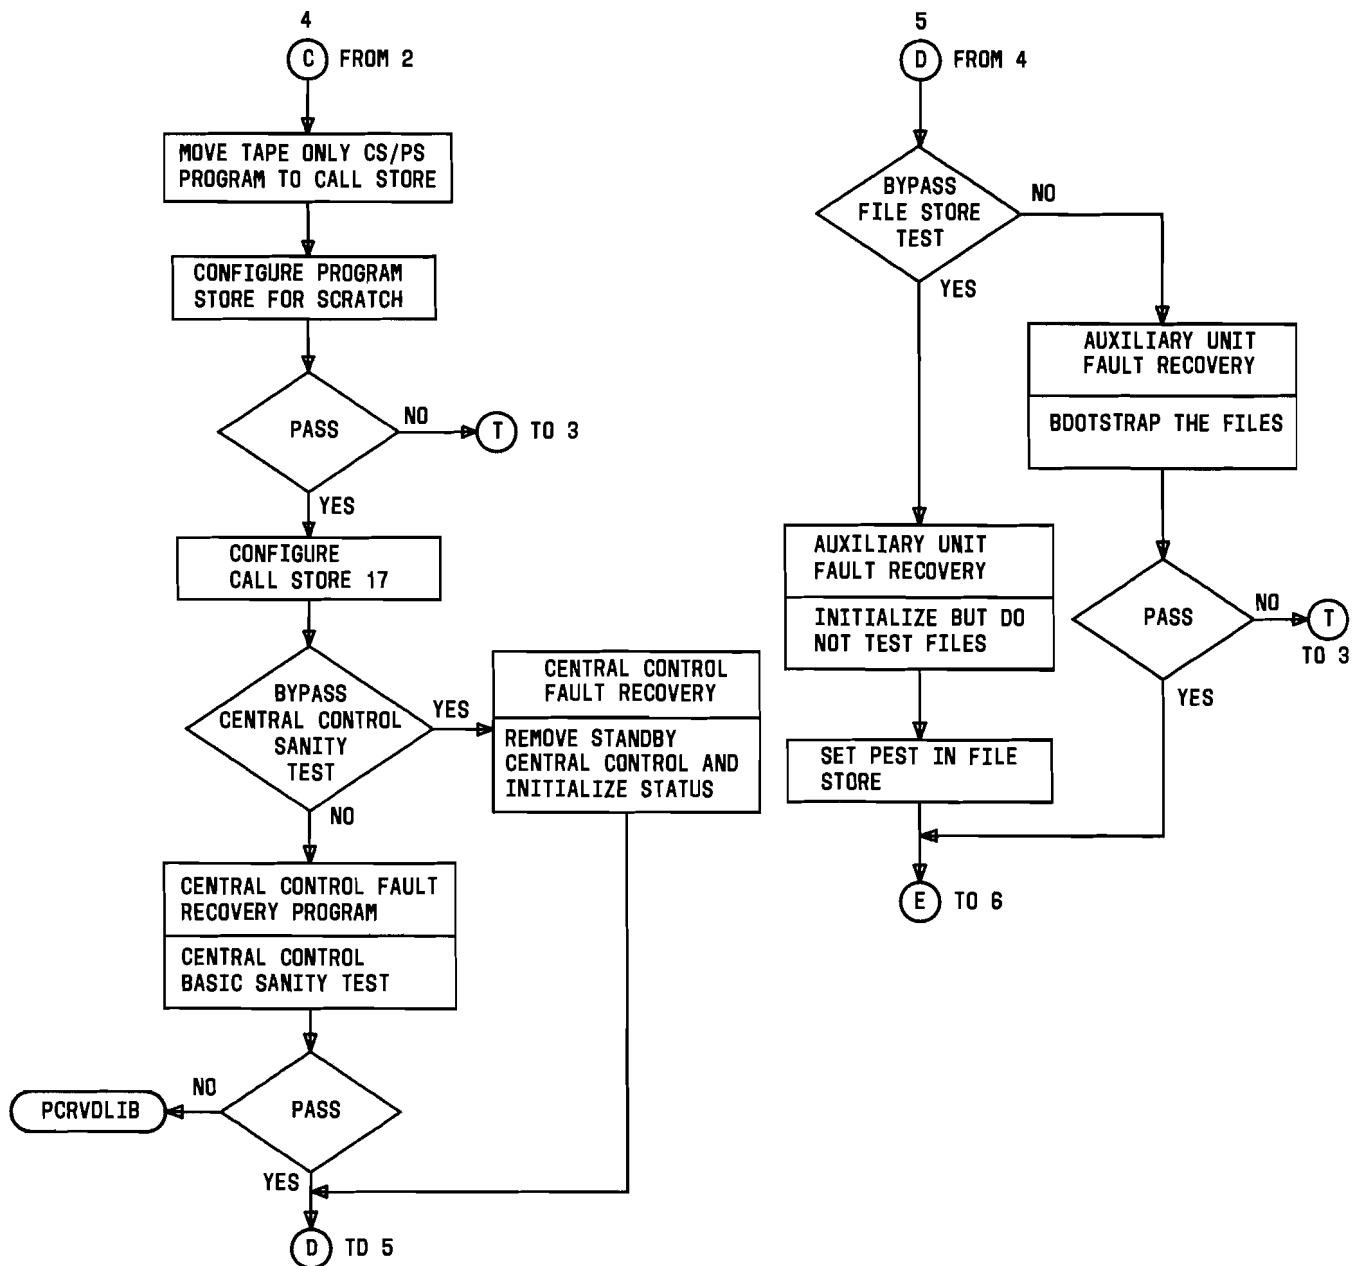 4
C FROM 2
MOVE TAPE ONLY CS/PS
PROGRAM TO CALL STORE
CONFIGURE PROGRAM
STORE FOR SCRATCH
PASS
NO
T TO 3
YES
CONFIGURE
CALL STORE 17
BYPASS
CENTRAL CONTROL
SANITY
TEST
YES
CENTRAL CONTROL
FAULT RECOVERY
REMOVE STANDBY
CENTRAL CONTROL AND
INITIALIZE STATUS
NO
CENTRAL CONTROL FAULT
RECOVERY PROGRAM
CENTRAL CONTROL
BASIC SANITY TEST
PASS
NO
PCRVDLIB
YES
D TD 5
5
D FROM 4
BYPASS
FILE STORE
TEST
NO
YES
AUXILIARY UNIT
FAULT RECOVERY
BDOTSTRAP THE FILES
PASS
NO
T
TO 3
YES
AUXILIARY UNIT
FAULT RECOVERY
INITIALIZE BUT DO
NOT TEST FILES
SET PEST IN FILE
STORE
E TO 6